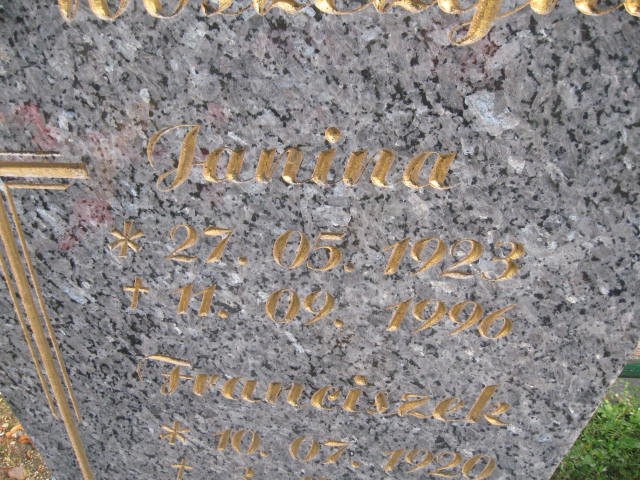 Janina
* 27. 05. 1923
† 11. 09. 1996
Franciszek
* 10. 07. 1920
†